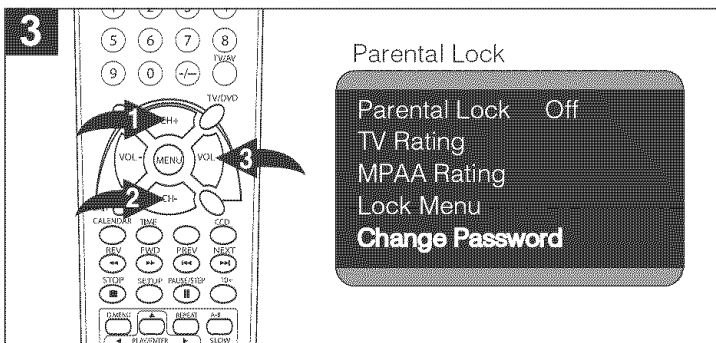 3
5 6 7 8
TV/AV
9 0 -/--
TV/DVD
1 CH+
VOL- MENU VOL 3
2 CH-
CALENDAR TIME CCD
REV FWD PREV NEXT
STOP SETUP PAUSE/STEP 10+
D.MENU REPEAT A-B
PLAY/ENTER SLOW
Parental Lock
Parental Lock Off
TV Rating
MPAA Rating
Lock Menu
Change Password